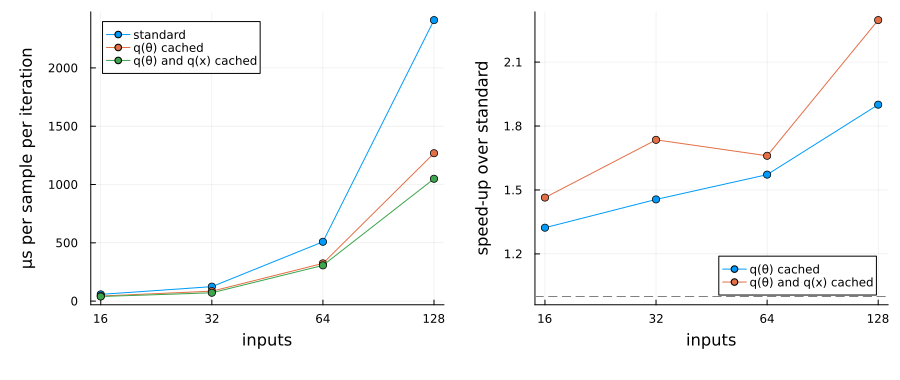 μs per sample per iteration
2000
1500
1000
500
0
standard
q(θ) cached
q(θ) and q(x) cached
16 32 64 128
inputs
speed-up over standard
2.1
1.8
1.5
1.2
q(θ) cached
q(θ) and q(x) cached
16 32 64 128
inputs